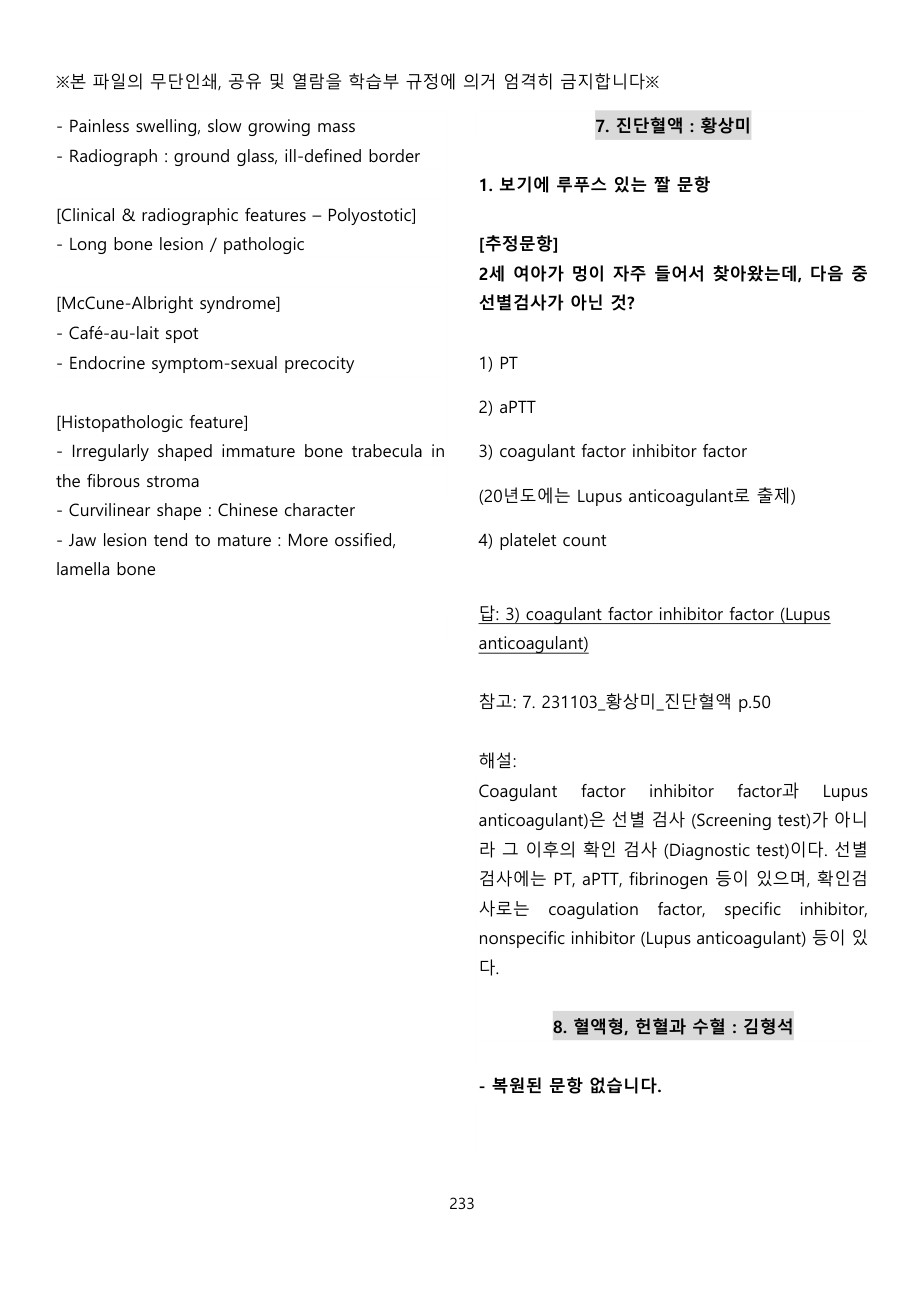 ※본 파일의 무단인쇄, 공유 및 열람을 학습부 규정에 의거 엄격히 금지합니다※
- Painless swelling, slow growing mass
- Radiograph : ground glass, ill-defined border
[Clinical & radiographic features – Polyostotic]
- Long bone lesion / pathologic
[McCune-Albright syndrome]
- Café-au-lait spot
- Endocrine symptom-sexual precocity
[Histopathologic feature]
- Irregularly shaped immature bone trabecula in
the fibrous stroma
- Curvilinear shape : Chinese character
- Jaw lesion tend to mature : More ossified,
lamella bone
7. 진단혈액 : 황상미
1. 보기에 루푸스 있는 짤 문항
[추정문항]
2세 여아가 멍이 자주 들어서 찾아왔는데, 다음 중
선별검사가 아닌 것?
1) PT
2) aPTT
3) coagulant factor inhibitor factor
(20년도에는 Lupus anticoagulant로 출제)
4) platelet count
답: 3) coagulant factor inhibitor factor (Lupus
anticoagulant)
참고: 7. 231103_황상미_진단혈액 p.50
해설:
Coagulant factor inhibitor factor과 Lupus
anticoagulant)은 선별 검사 (Screening test)가 아니
라 그 이후의 확인 검사 (Diagnostic test)이다. 선별
검사에는 PT, aPTT, fibrinogen 등이 있으며, 확인검
사로는 coagulation factor, specific inhibitor,
nonspecific inhibitor (Lupus anticoagulant) 등이 있
다.
8. 혈액형, 헌혈과 수혈 : 김형석
- 복원된 문항 없습니다.
233